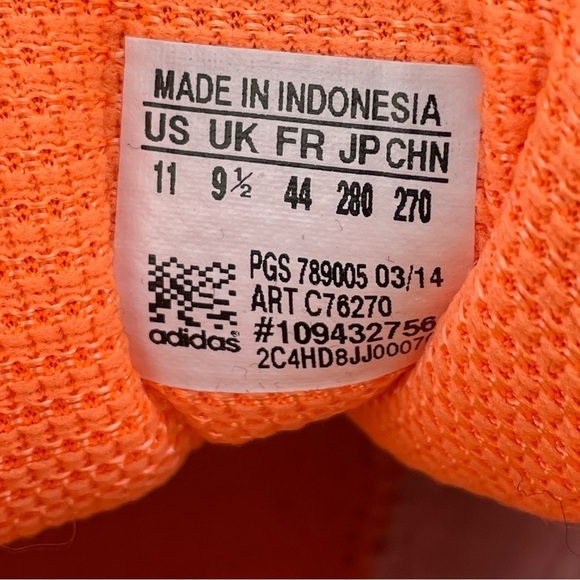 MADE IN INDONESIA
US UK FR JP CHN
11 9½ 44 280 270
PGS 789005 03/14
ART C76270
#109432756
adidas